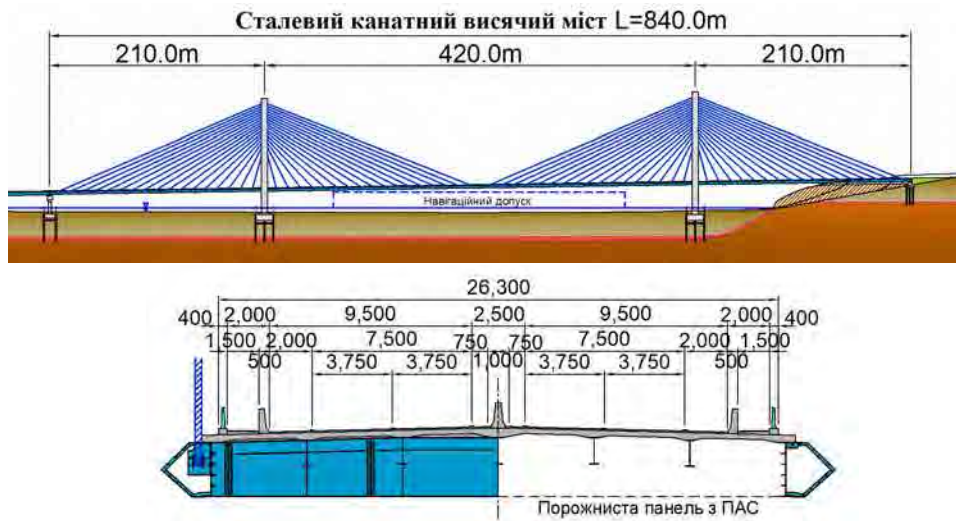 Сталевий канатний висячий міст L=840.0m
210.0m 420.0m 210.0m
Навігаційний допуск
26,300
400 2,000 9,500 2,500 9,500 2,000 400
1,500 2,000 7,500 750 750 7,500 2,000 1,500
500 3,750 3,750 1,000 3,750 3,750 500
Порожниста панель з ПАС